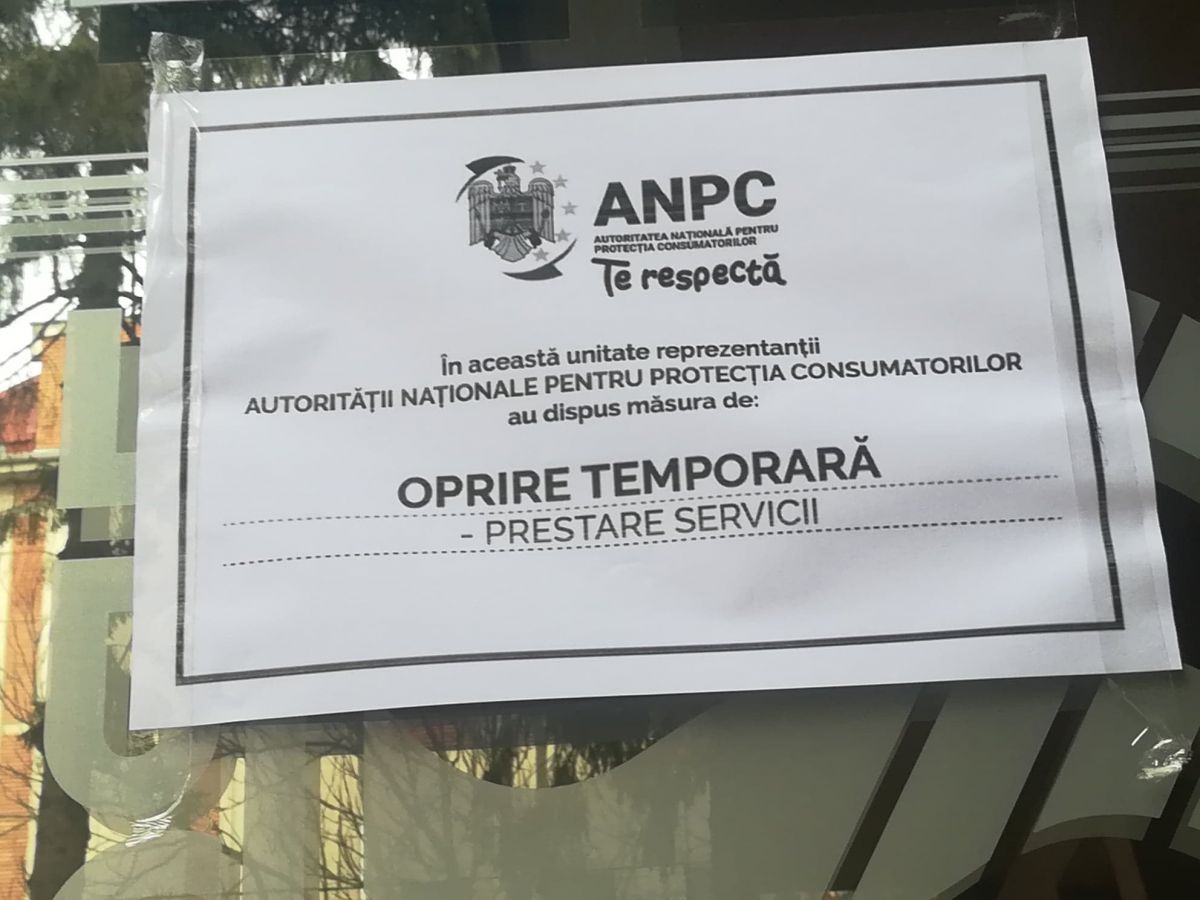 ANPC
AUTORITATEA NAȚIONALĂ PENTRU
PROTECȚIA CONSUMATORILOR
Te respectă
În această unitate reprezentanții
AUTORITĂȚII NAȚIONALE PENTRU PROTECȚIA CONSUMATORILOR
au dispus măsura de:
OPRIRE TEMPORARĂ
- PRESTARE SERVICII